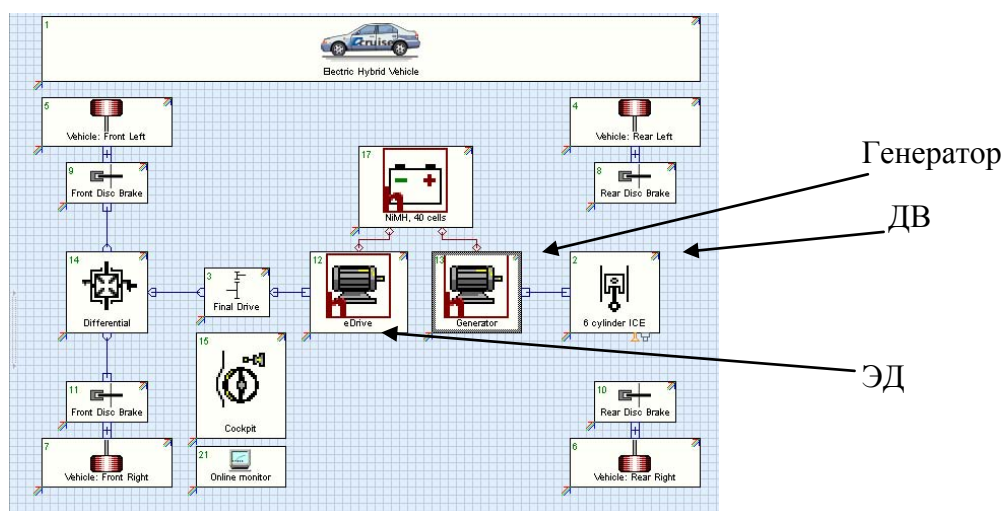 1
Cruise
Electric Hybrid Vehicle
5
Vehicle: Front Left
4
Vehicle: Rear Left
9
Front Disc Brake
17
NiMH, 40 cells
8
Rear Disc Brake
Генератор
ДВ
14
Differential
3
Final Drive
12
eDrive
13
Generator
2
6 cylinder ICE
ЭД
15
Cockpit
11
Front Disc Brake
10
Rear Disc Brake
7
Vehicle: Front Right
21
Online monitor
6
Vehicle: Rear Right